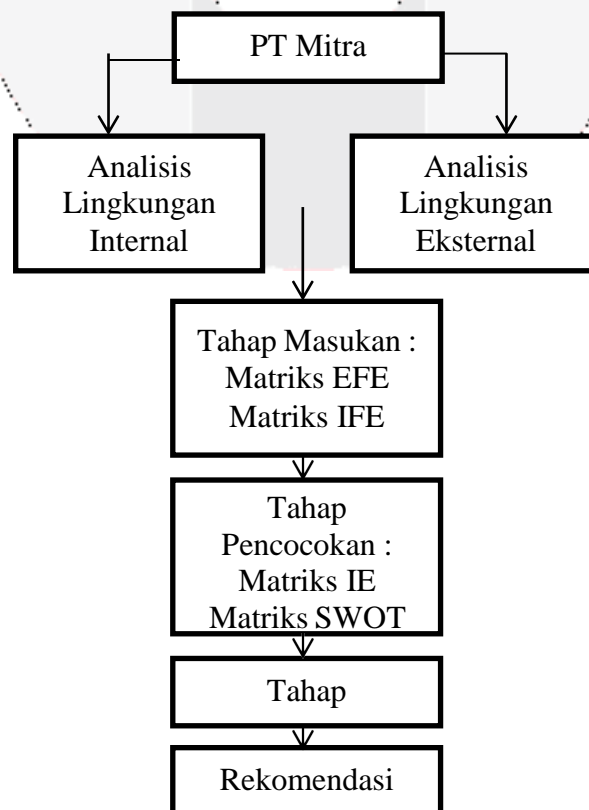 PT Mitra
Analisis
Lingkungan
Internal
Analisis
Lingkungan
Eksternal
Tahap Masukan :
Matriks EFE
Matriks IFE
Tahap
Pencocokan :
Matriks IE
Matriks SWOT
Tahap
Rekomendasi